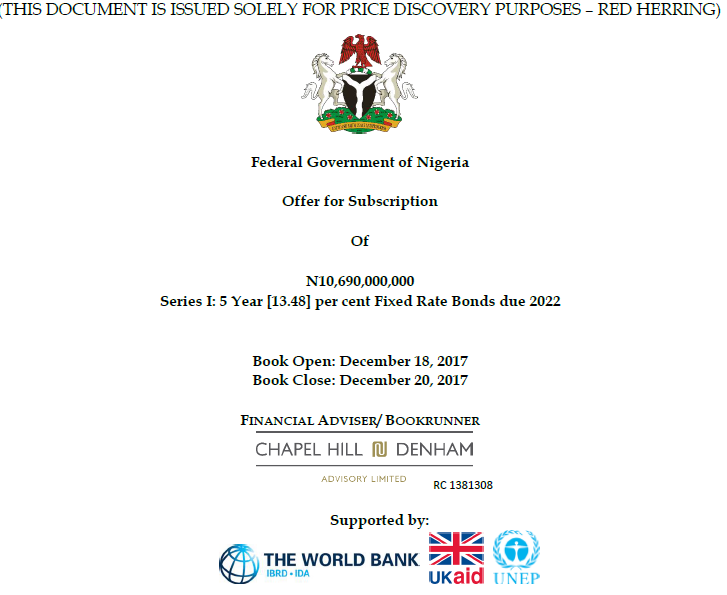 (THIS DOCUMENT IS ISSUED SOLELY FOR PRICE DISCOVERY PURPOSES – RED HERRING)
Federal Government of Nigeria
Offer for Subscription
Of
N10,690,000,000
Series I: 5 Year [13.48] per cent Fixed Rate Bonds due 2022
Book Open: December 18, 2017
Book Close: December 20, 2017
FINANCIAL ADVISER/ BOOKRUNNER
CHAPEL HILL DENHAM
ADVISORY LIMITED
RC 1381308
Supported by:
THE WORLD BANK
IBRD • IDA
UKaid
UNEP